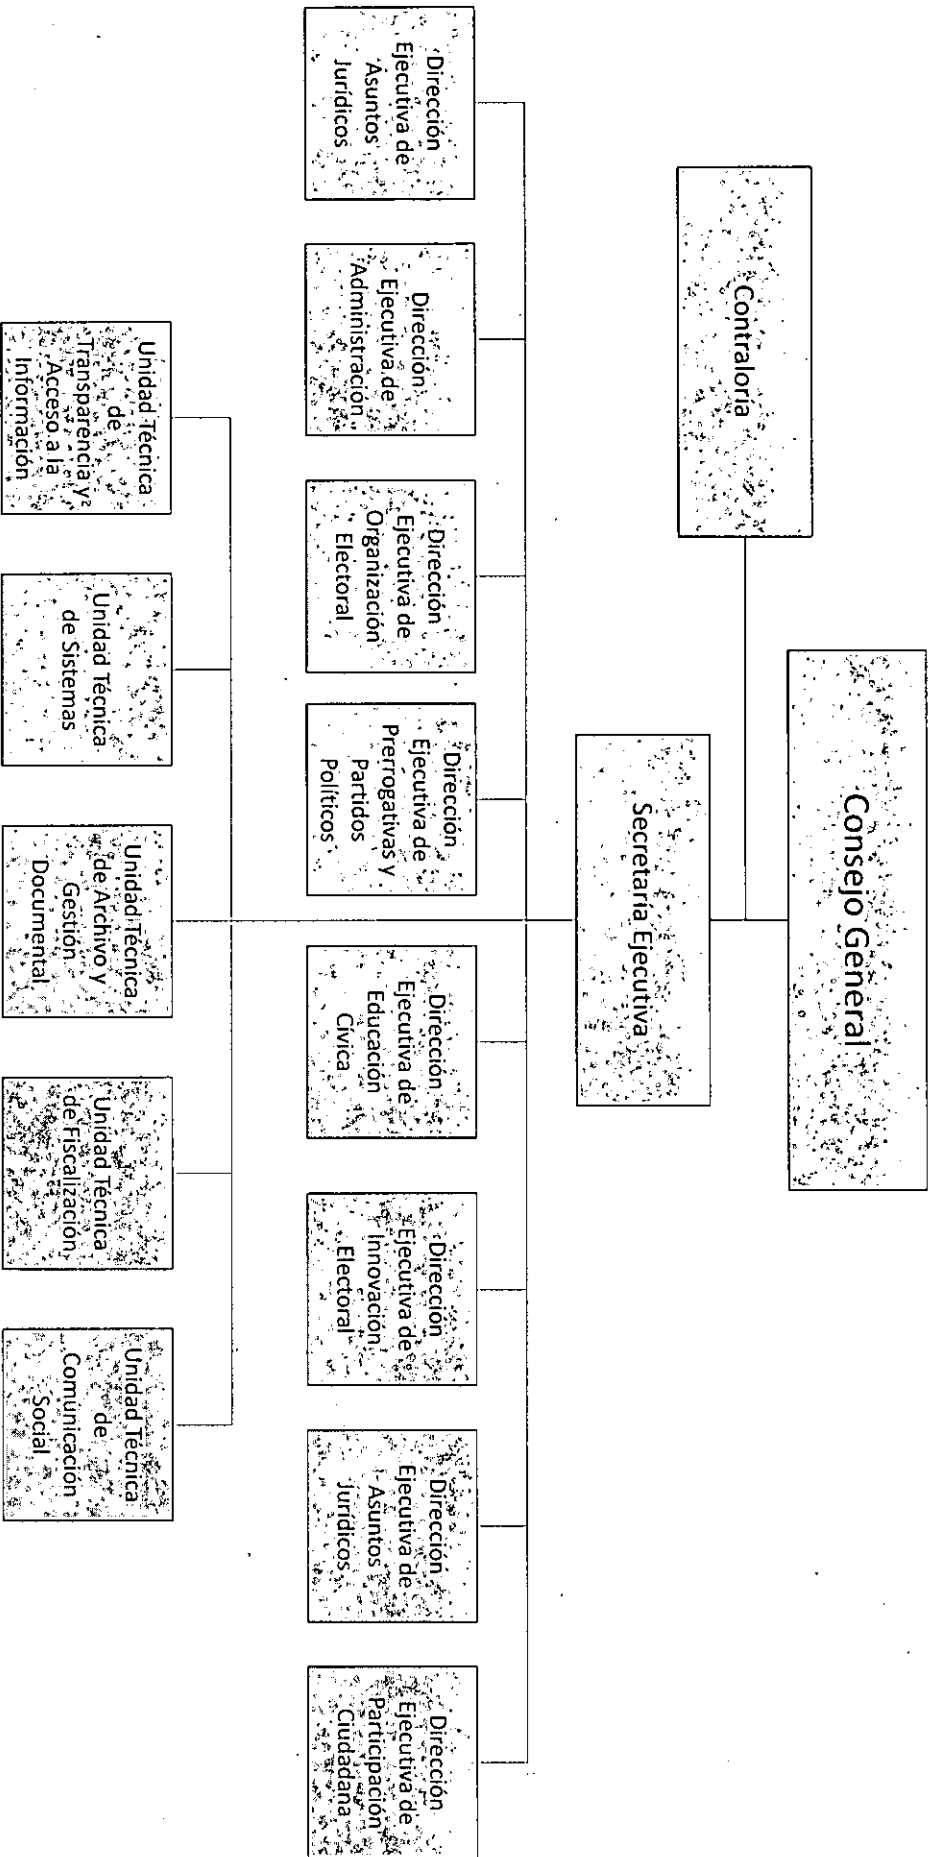 Consejo General
Contraloría
Secretaría Ejecutiva
Dirección
Ejecutiva de
Asuntos
Jurídicos
Dirección
Ejecutiva de
Administración
Dirección
Ejecutiva de
Organización
Electoral
Dirección
Ejecutiva de
Prerrogativas y
Partidos
Políticos
Dirección
Ejecutiva de
Educación
Cívica
Dirección
Ejecutiva de
Innovación
Electoral
Dirección
Ejecutiva de
Asuntos
Jurídicos
Dirección
Ejecutiva de
Participación
Ciudadana
Unidad Técnica
de
Transparencia y
Acceso a la
Información
Unidad Técnica
de Sistemas
Unidad Técnica
de Archivo y
Gestión
Documental
Unidad Técnica
de Fiscalización
Unidad Técnica
de
Comunicación
Social